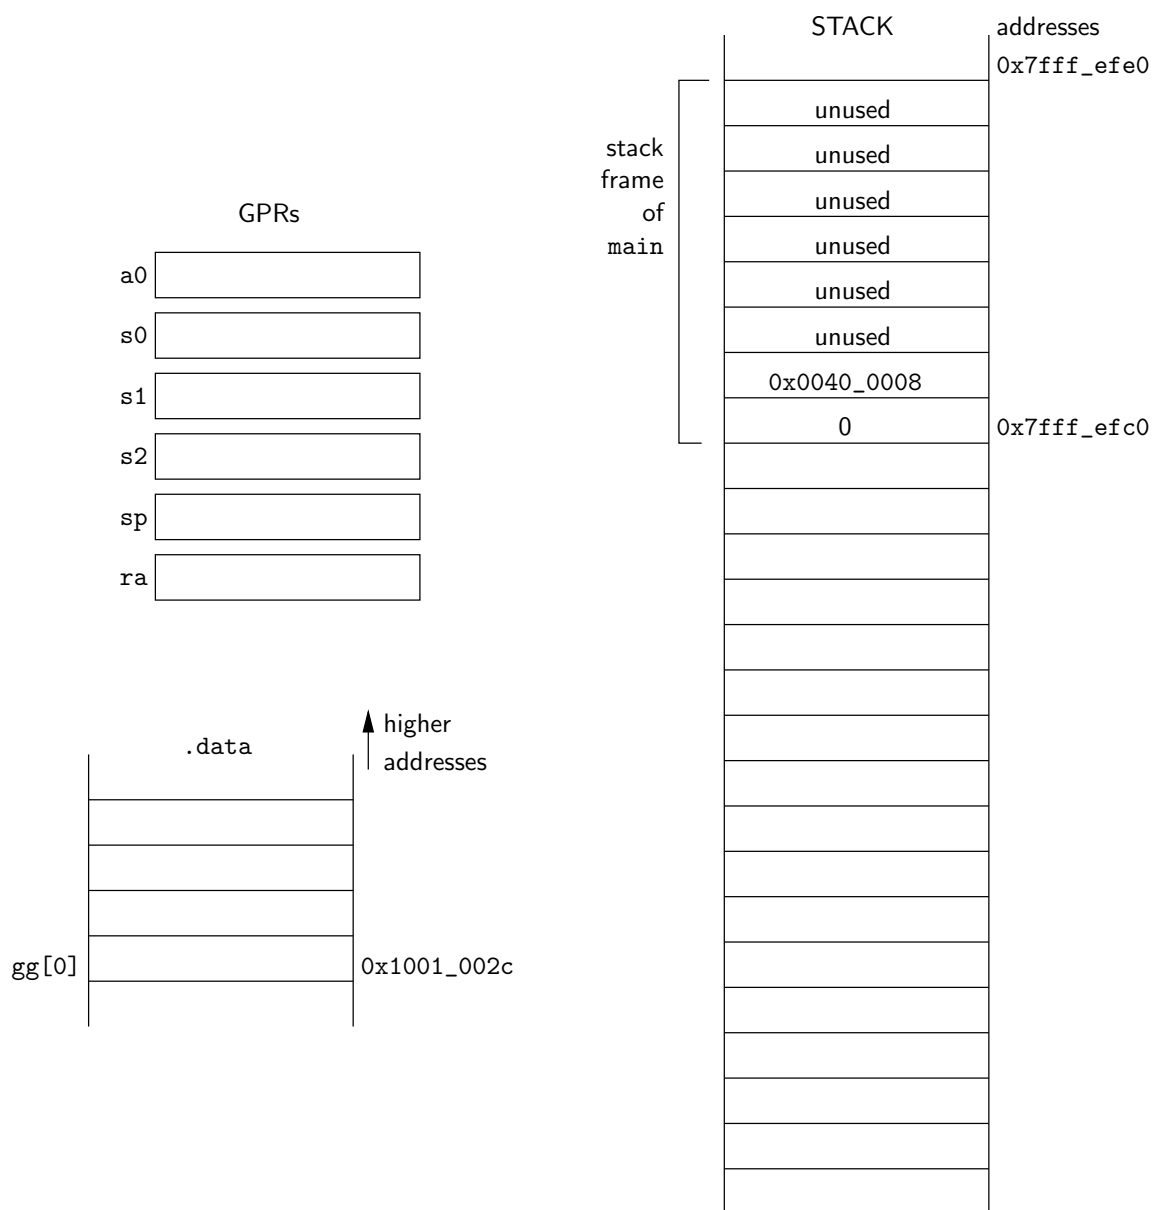 STACK
addresses
0x7fff_efe0
unused
unused
unused
unused
unused
unused
0x0040_0008
0
0x7fff_efc0
stack
frame
of
main
GPRs
a0
s0
s1
s2
sp
ra
.data
higher
addresses
gg[0]
0x1001_002c